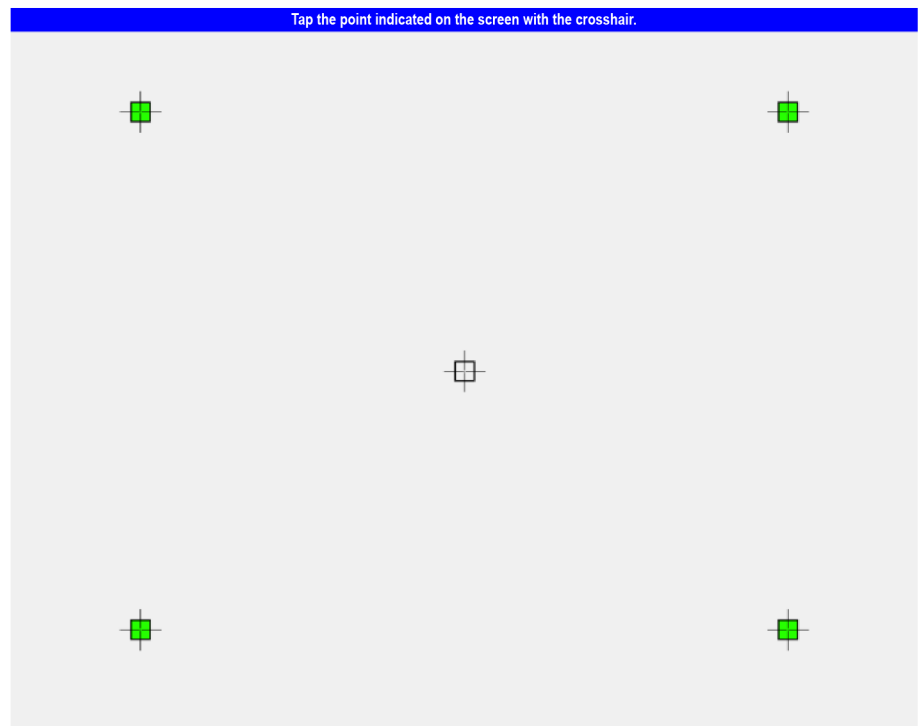 Tap the point indicated on the screen with the crosshair.